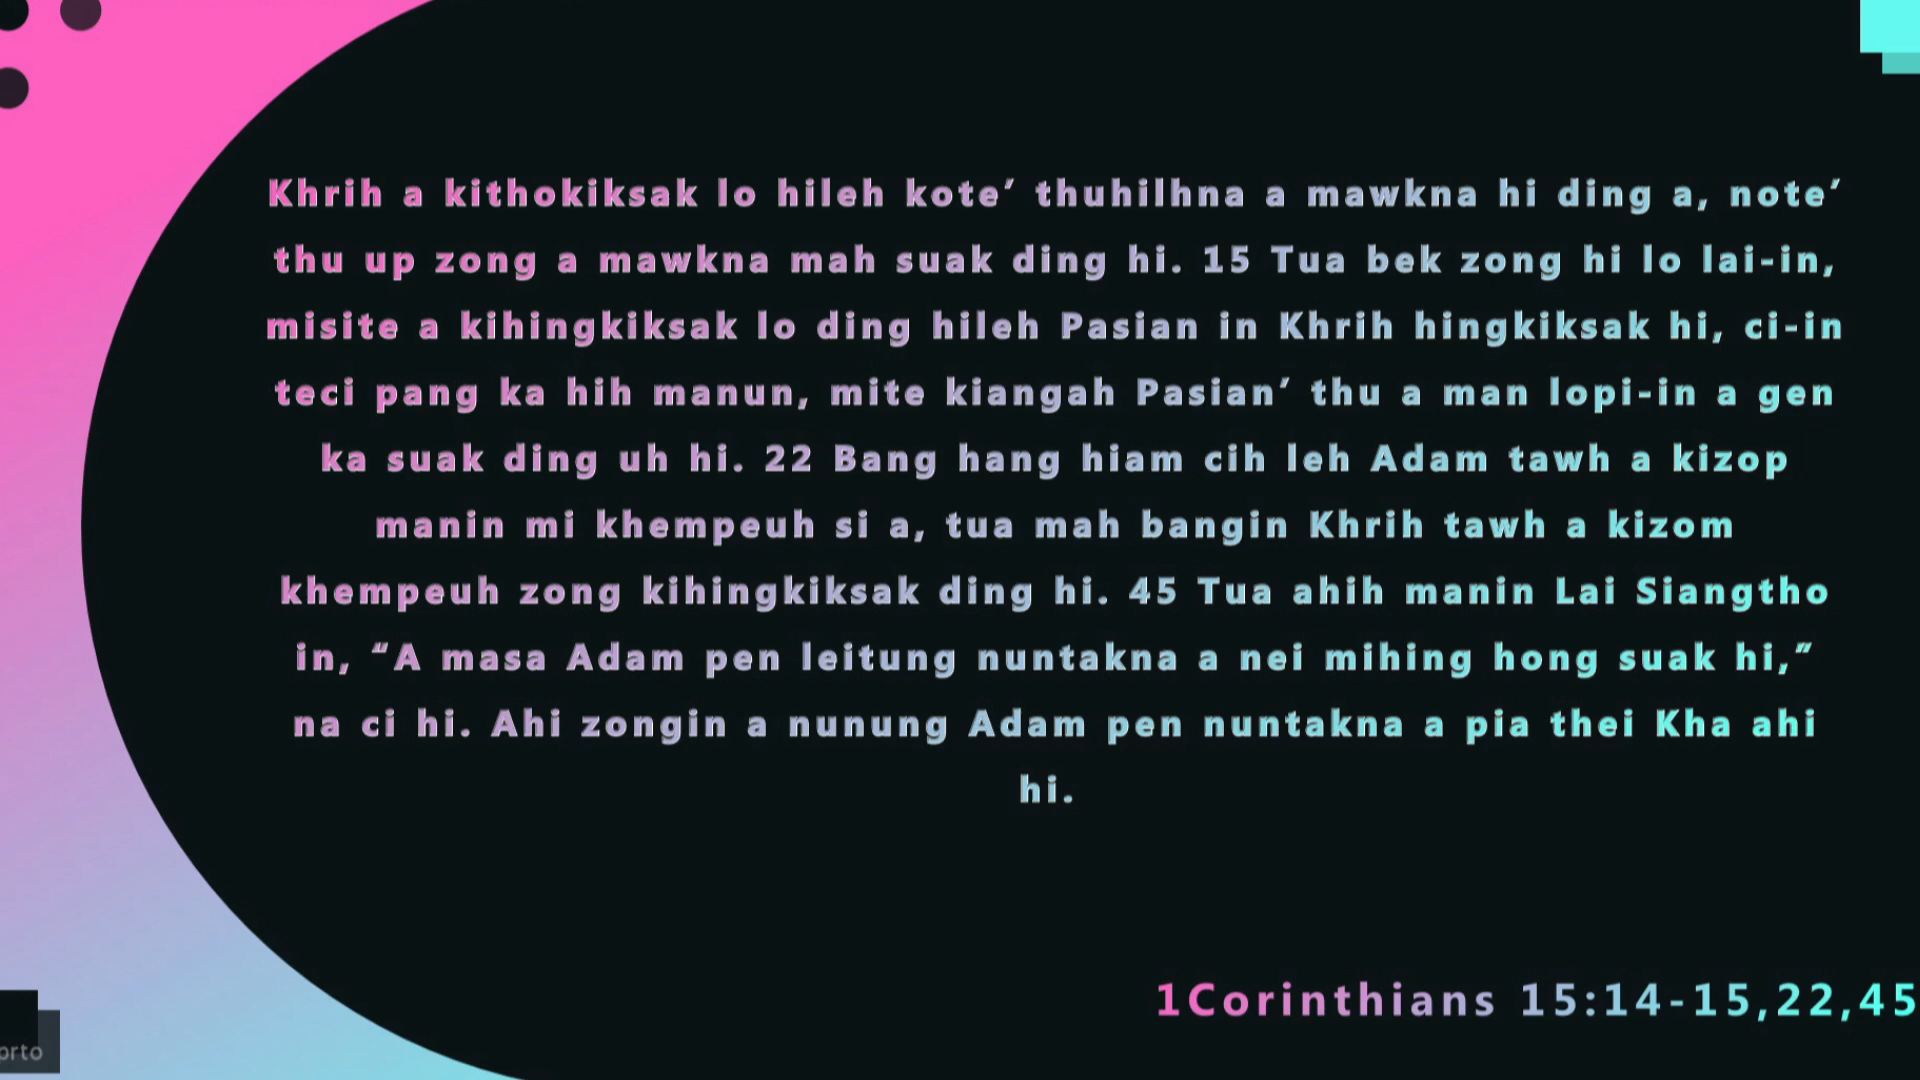 Khrih a kithokiksak lo hileh kote’ thuhilhna a mawkna hi ding a, note’
thu up zong a mawkna mah suak ding hi. 15 Tua bek zong hi lo lai-in,
misite a kihingkiksak lo ding hileh Pasian in Khrih hingkiksak hi, ci-in
teci pang ka hih manun, mite kiangah Pasian’ thu a man lopi-in a gen
ka suak ding uh hi. 22 Bang hang hiam cih leh Adam tawh a kizop
manin mi khempeuh si a, tua mah bangin Khrih tawh a kizom
khempeuh zong kihingkiksak ding hi. 45 Tua ahih manin Lai Siangtho
in, “A masa Adam pen leitung nuntakna a nei mihing hong suak hi,”
na ci hi. Ahi zongin a nunung Adam pen nuntakna a pia thei Kha ahi
hi.
1Corinthians 15:14-15,22,45